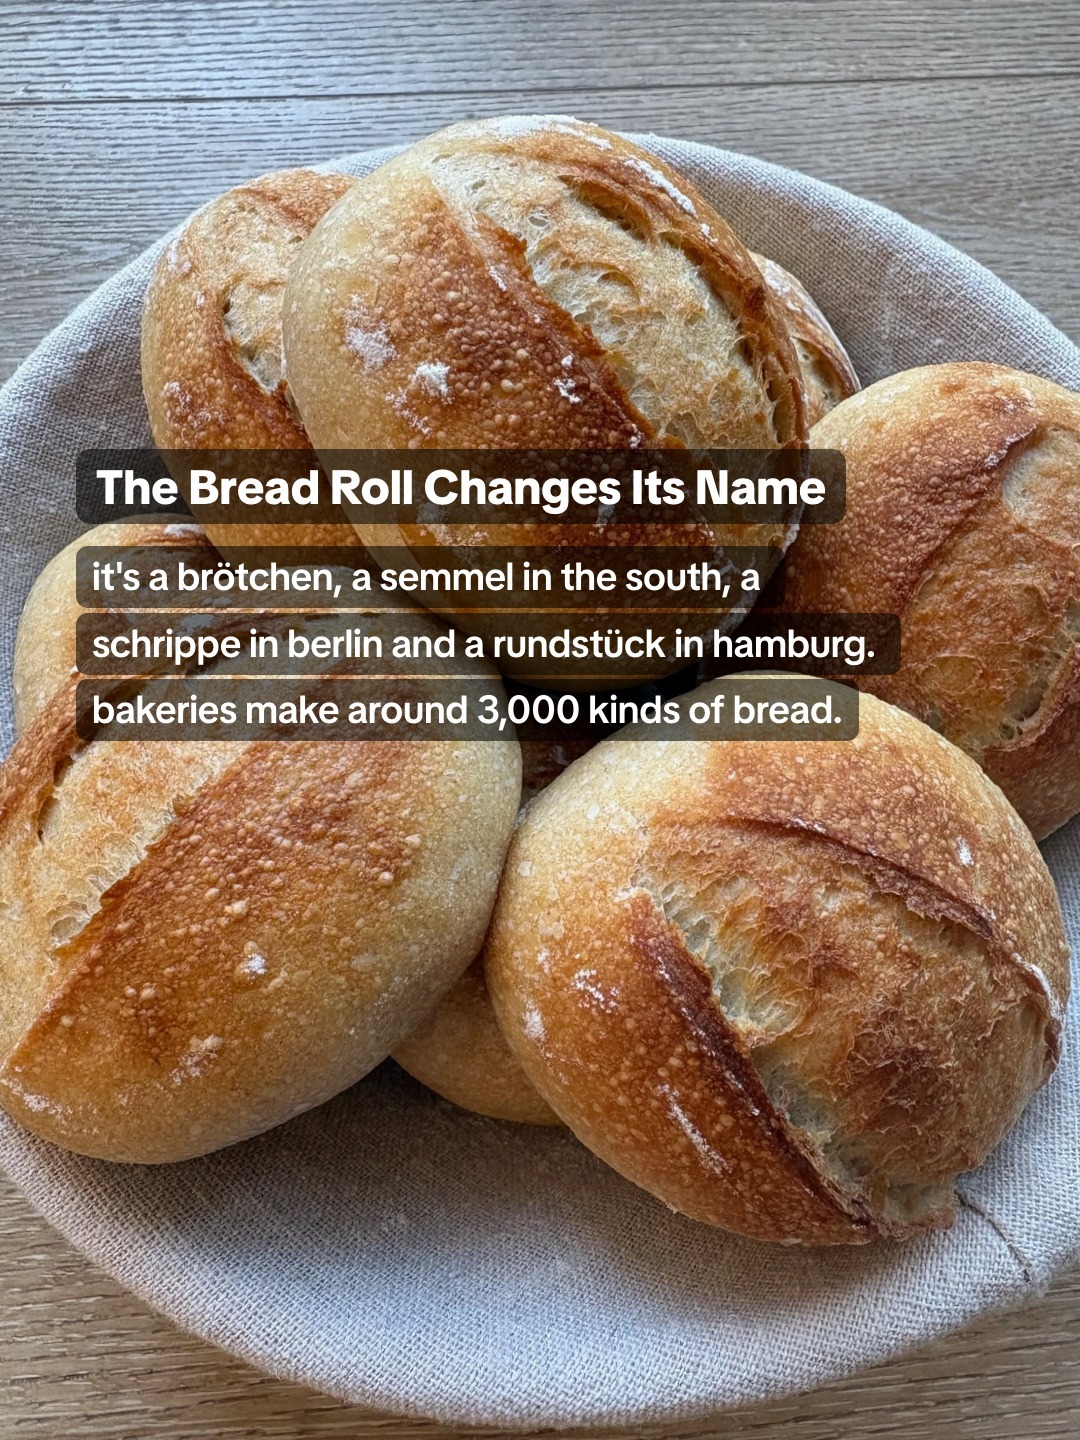 The Bread Roll Changes Its Name
it's a brötchen, a semmel in the south, a
schrippe in berlin and a rundstück in hamburg.
bakeries make around 3,000 kinds of bread.